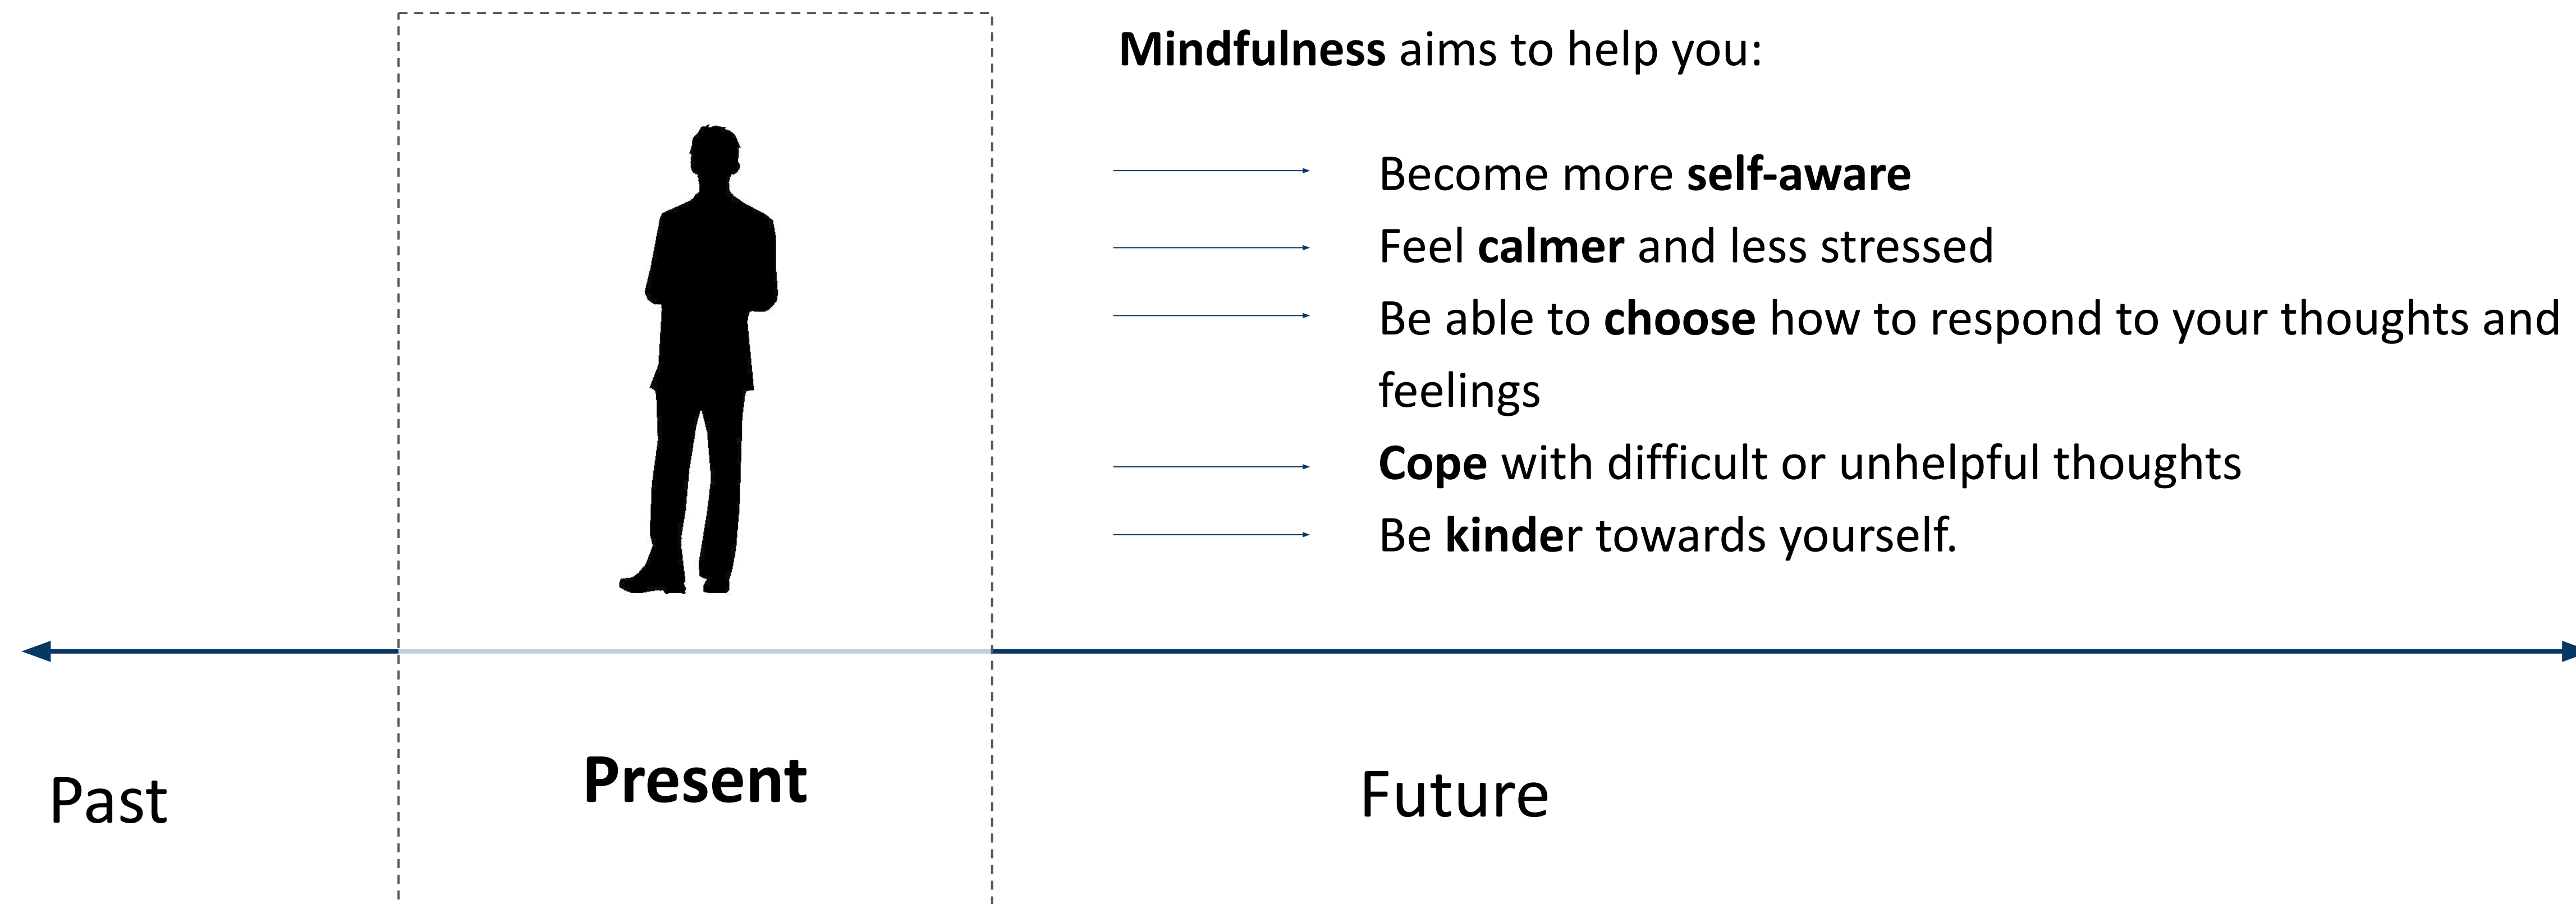 Mindfulness aims to help you:
Become more self-aware
Feel calmer and less stressed
Be able to choose how to respond to your thoughts and
feelings
Cope with difficult or unhelpful thoughts
Be kinder towards yourself.
Past
Present
Future